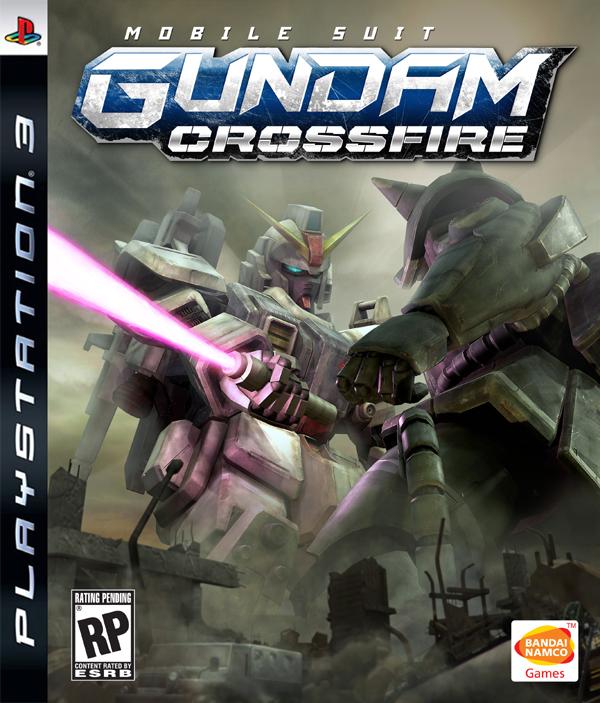 MOBILE SUIT
GUNDAM
CROSSFIRE
PLAYSTATION® 3
RATING PENDING
RP
®
CONTENT RATED BY
ESRB
BANDAI
NAMCO
Games
TM